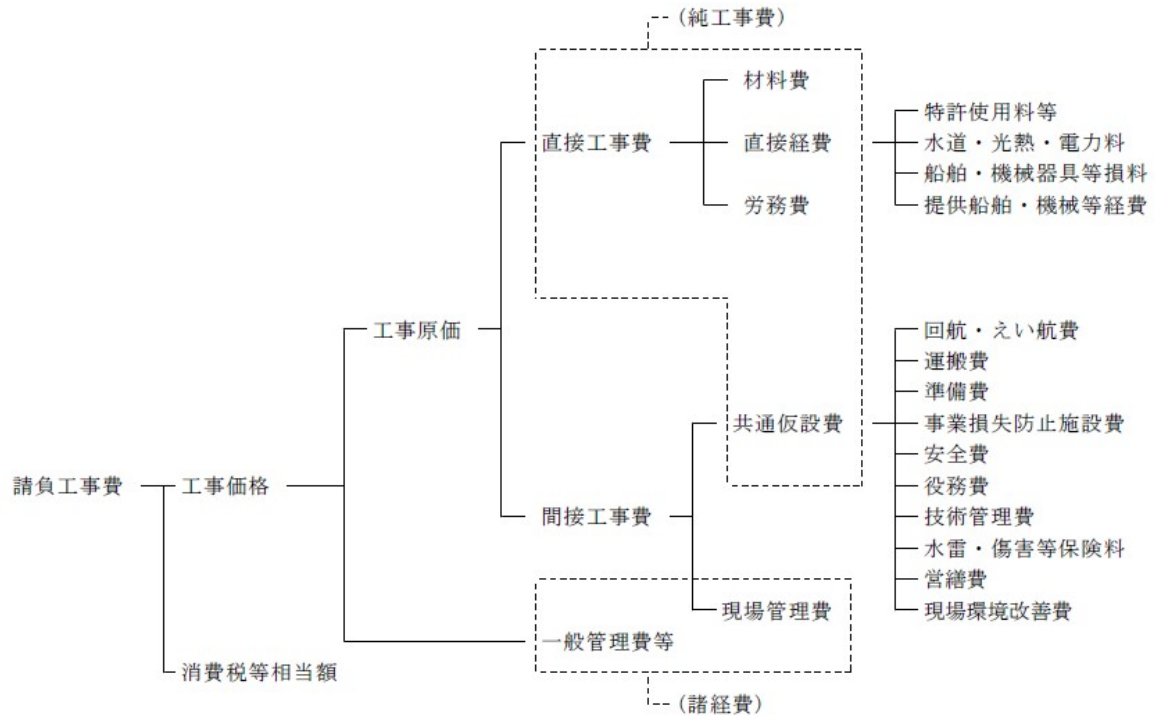 (純工事費)
材料費
特許使用料等
直接工事費
直接経費
水道・光熱・電力料
船舶・機械器具等損料
労務費
提供船舶・機械等経費
工事原価
回航・えい航費
運搬費
準備費
共通仮設費
事業損失防止施設費
安全費
請負工事費
工事価格
役務費
間接工事費
技術管理費
水雷・傷害等保険料
営繕費
現場管理費
現場環境改善費
一般管理費等
消費税等相当額
(諸経費)